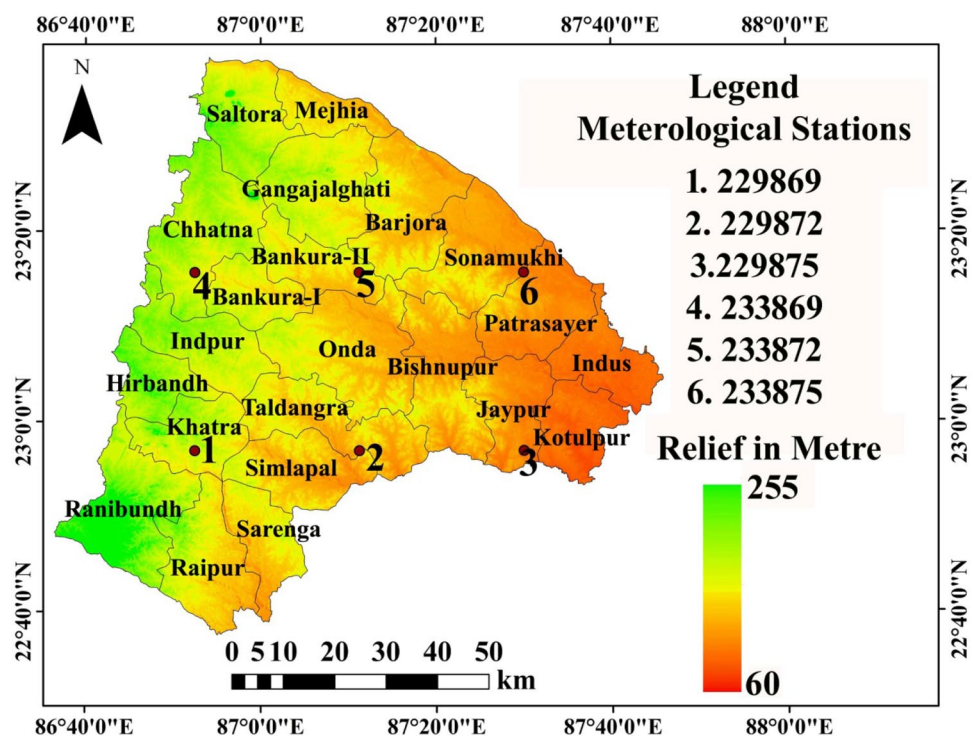 86°40'0"E 87°0'0"E 87°20'0"E 87°40'0"E 88°0'0"E
N
Legend
Meterological Stations
1. 229869
2. 229872
3.229875
4. 233869
5. 233872
6. 233875
Relief in Metre
255
60
Saltora
Mejhia
Gangajalghati
Barjora
Chhatna
Bankura-II
Sonamukhi
4
5
6
Bankura-I
Patrasayer
Indpur
Onda
Bishnupur
Indus
Hirbandh
Taldangra
Jaypur
Khatra
Kotulpur
1
2
3
Simlapal
Ranibundh
Sarenga
Raipur
23°20'0"N
23°0'0"N
22°40'0"N
23°20'0"N
23°0'0"N
22°40'0"N
0 5 10 20 30 40 50
km
86°40'0"E 87°0'0"E 87°20'0"E 87°40'0"E 88°0'0"E